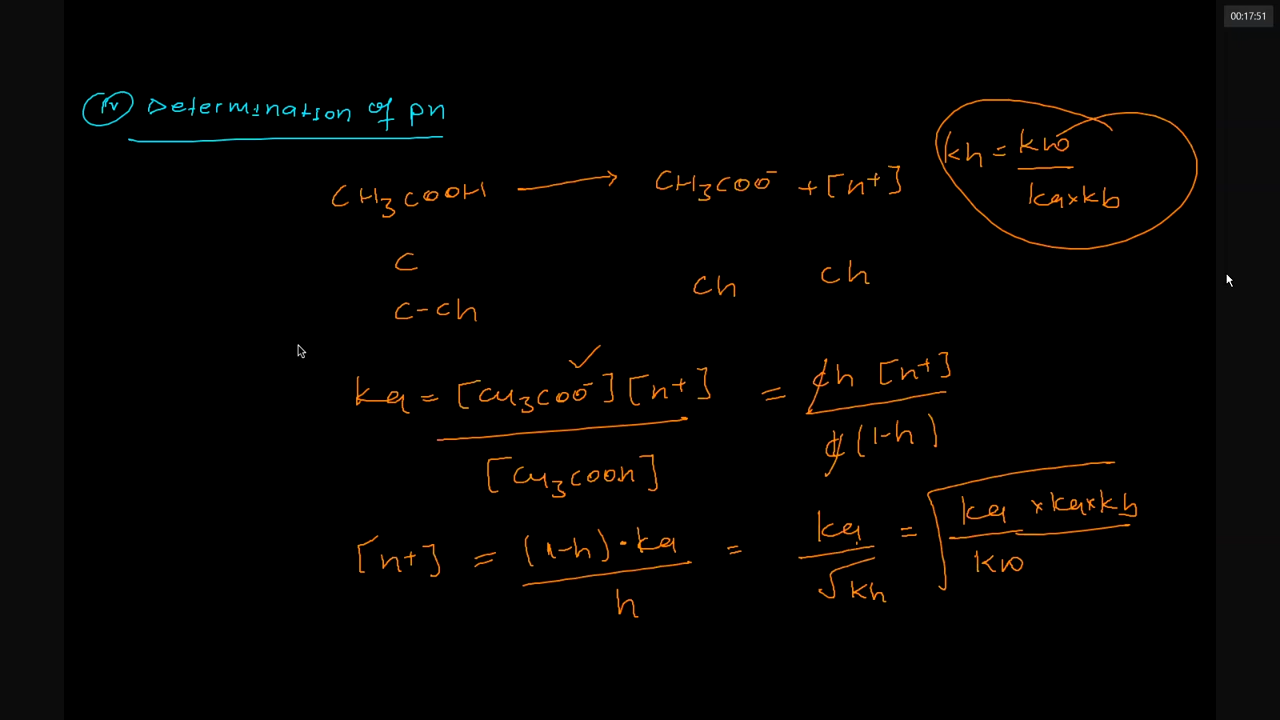 00:17:51
(iv) Determination of pH
CH3COOH → CH3COO⁻ + [H+]
kh = kw / ka×kb
c
c-ch ch ch
ka = [CH3COO⁻][H+] / [CH3COOH] = ch [H+] / c(1-h)
[H+] = (1-h)·ka / h = ka / √kh = √(ka × ka×kb / kw)